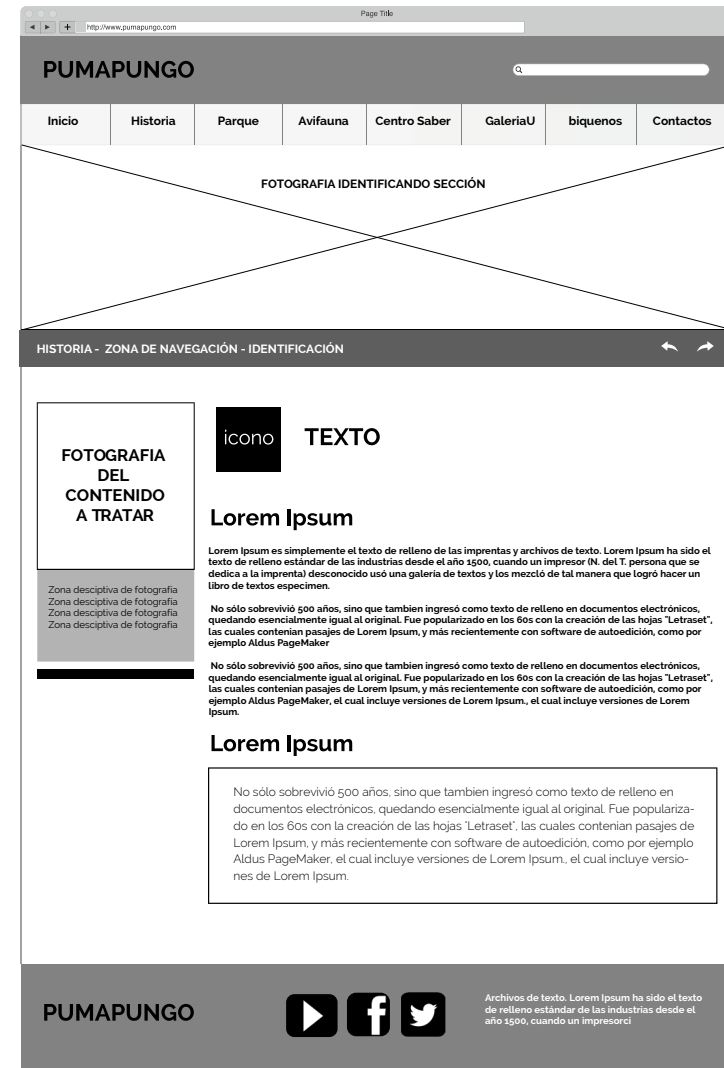 Page Title
http://www.pumapungo.com
PUMAPUNGO
Inicio Historia Parque Avifauna Centro Saber GaleriaU biquenos Contactos
FOTOGRAFIA IDENTIFICANDO SECCIÓN
HISTORIA - ZONA DE NAVEGACIÓN - IDENTIFICACIÓN
FOTOGRAFIA
DEL
CONTENIDO
A TRATAR
Zona desciptiva de fotografia
Zona desciptiva de fotografia
Zona desciptiva de fotografia
Zona desciptiva de fotografia
icono
TEXTO
Lorem Ipsum
Lorem Ipsum es simplemente el texto de relleno de las imprentas y archivos de texto. Lorem Ipsum ha sido el
texto de relleno estándar de las industrias desde el año 1500, cuando un impresor (N. del T. persona que se
dedica a la imprenta) desconocido usó una galería de textos y los mezcló de tal manera que logró hacer un
libro de textos especimen.
No sólo sobrevivió 500 años, sino que tambien ingresó como texto de relleno en documentos electrónicos,
quedando esencialmente igual al original. Fue popularizado en los 60s con la creación de las hojas "Letraset",
las cuales contenian pasajes de Lorem Ipsum, y más recientemente con software de autoedición, como por
ejemplo Aldus PageMaker
No sólo sobrevivió 500 años, sino que tambien ingresó como texto de relleno en documentos electrónicos,
quedando esencialmente igual al original. Fue popularizado en los 60s con la creación de las hojas "Letraset",
las cuales contenian pasajes de Lorem Ipsum, y más recientemente con software de autoedición, como por
ejemplo Aldus PageMaker, el cual incluye versiones de Lorem Ipsum., el cual incluye versiones de Lorem
Ipsum.
Lorem Ipsum
No sólo sobrevivió 500 años, sino que tambien ingresó como texto de relleno en
documentos electrónicos, quedando esencialmente igual al original. Fue populariza-
do en los 60s con la creación de las hojas "Letraset", las cuales contenian pasajes de
Lorem Ipsum, y más recientemente con software de autoedición, como por ejemplo
Aldus PageMaker, el cual incluye versiones de Lorem Ipsum., el cual incluye versio-
nes de Lorem Ipsum.
PUMAPUNGO
Archivos de texto. Lorem Ipsum ha sido el texto
de relleno estándar de las industrias desde el
año 1500, cuando un impresorci